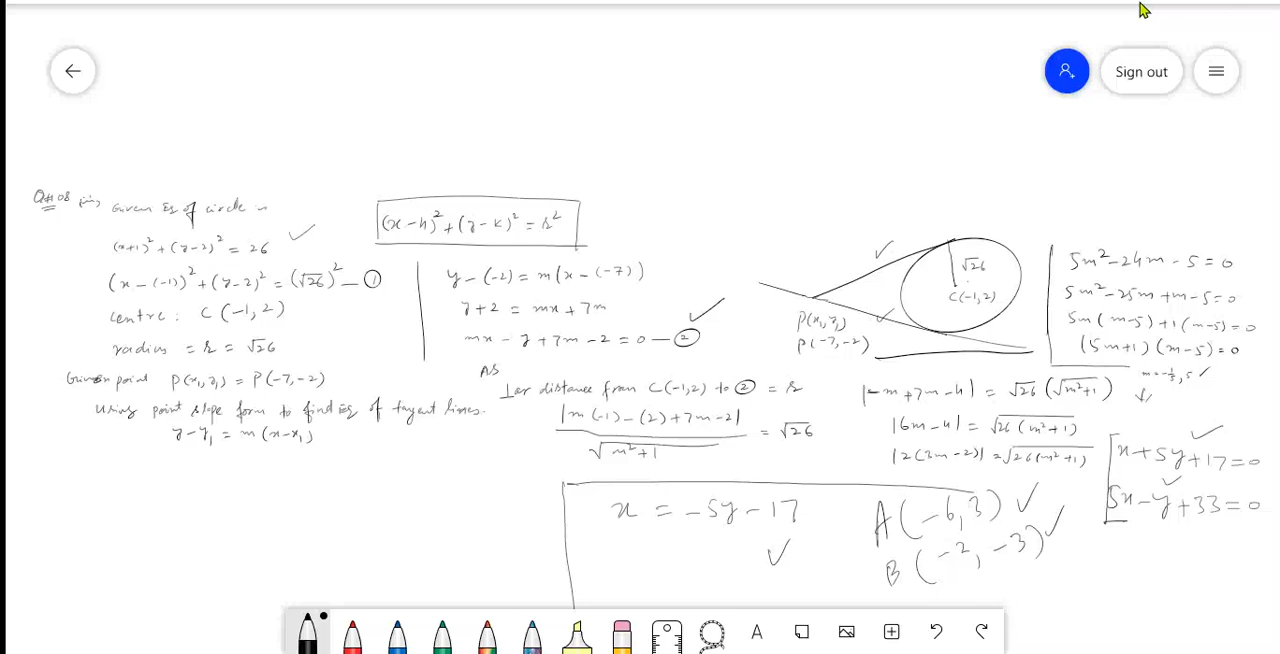 Sign out
Q#08 (iii)
Given Eq of circle is
(x+1)² + (y-2)² = 26
(x-(-1))² + (y-2)² = (√26)² — ①
centre: C(-1,2)
radius = r = √26
Given point P(x₁,y₁) = P(-7,-2)
Using point slope form to find Eq of tangent lines.
y-y₁ = m(x-x₁)
(x-h)² + (y-k)² = r²
y-(-2) = m(x-(-7))
y+2 = mx+7m
mx-y+7m-2=0 — ②
As
⊥er distance from C(-1,2) to ② = r
|m(-1)-(2)+7m-2| / √m²+1 = √26
√26
C(-1,2)
P(x₁,y₁)
P(-7,-2)
|-m+7m-4| = √26 (√m²+1)
|6m-4| = √26(m²+1)
|2(3m-2)| = √26(m²+1)
5m²-24m-5=0
5m²-25m+m-5=0
5m(m-5)+1(m-5)=0
(5m+1)(m-5)=0
m=-1/5, 5
x+5y+17=0
5x-y+33=0
x = -5y-17
A(-6,3)
B(-2,-3)
A